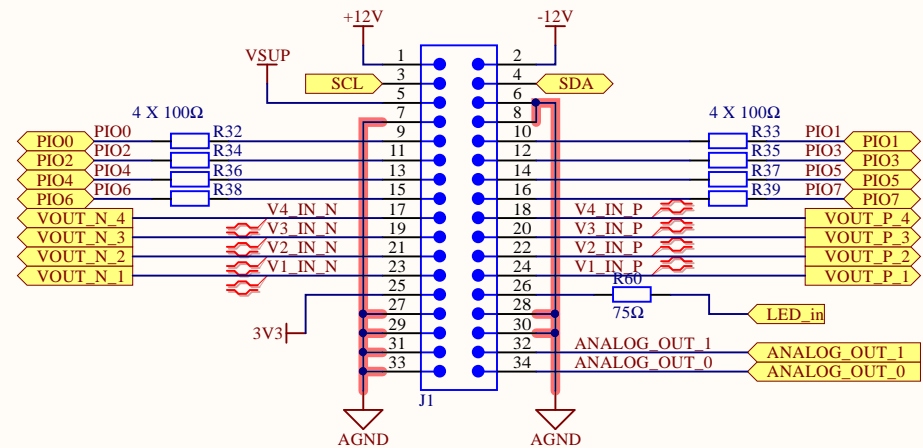 +12V -12V
VSUP
1 2
SCL 3 4 SDA
5 6
7 8
4 X 100Ω 4 X 100Ω
PIO0 PIO0 R32 9 10 R33 PIO1 PIO1
PIO2 PIO2 R34 11 12 R35 PIO3 PIO3
PIO4 PIO4 R36 13 14 R37 PIO5 PIO5
PIO6 PIO6 R38 15 16 R39 PIO7 PIO7
VOUT_N_4 V4_IN_N 17 18 V4_IN_P VOUT_P_4
VOUT_N_3 V3_IN_N 19 20 V3_IN_P VOUT_P_3
VOUT_N_2 V2_IN_N 21 22 V2_IN_P VOUT_P_2
VOUT_N_1 V1_IN_N 23 24 V1_IN_P VOUT_P_1
25 26 R60
75Ω LED_in
27 28
3V3 29 30
31 32 ANALOG_OUT_1 ANALOG_OUT_1
33 34 ANALOG_OUT_0 ANALOG_OUT_0
J1
AGND AGND